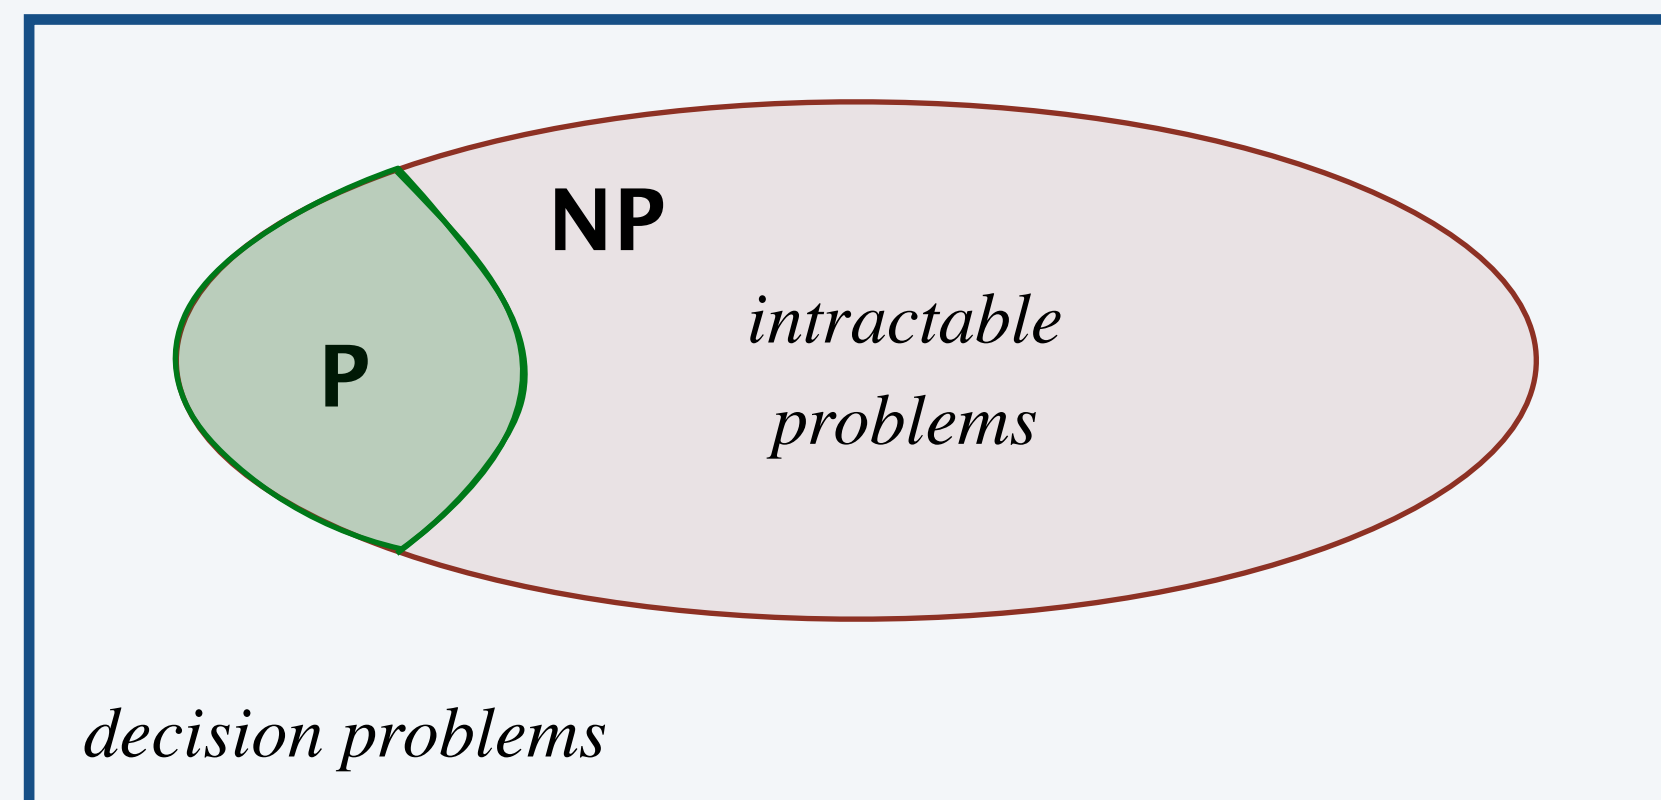 NP
intractable
P
problems
decision problems